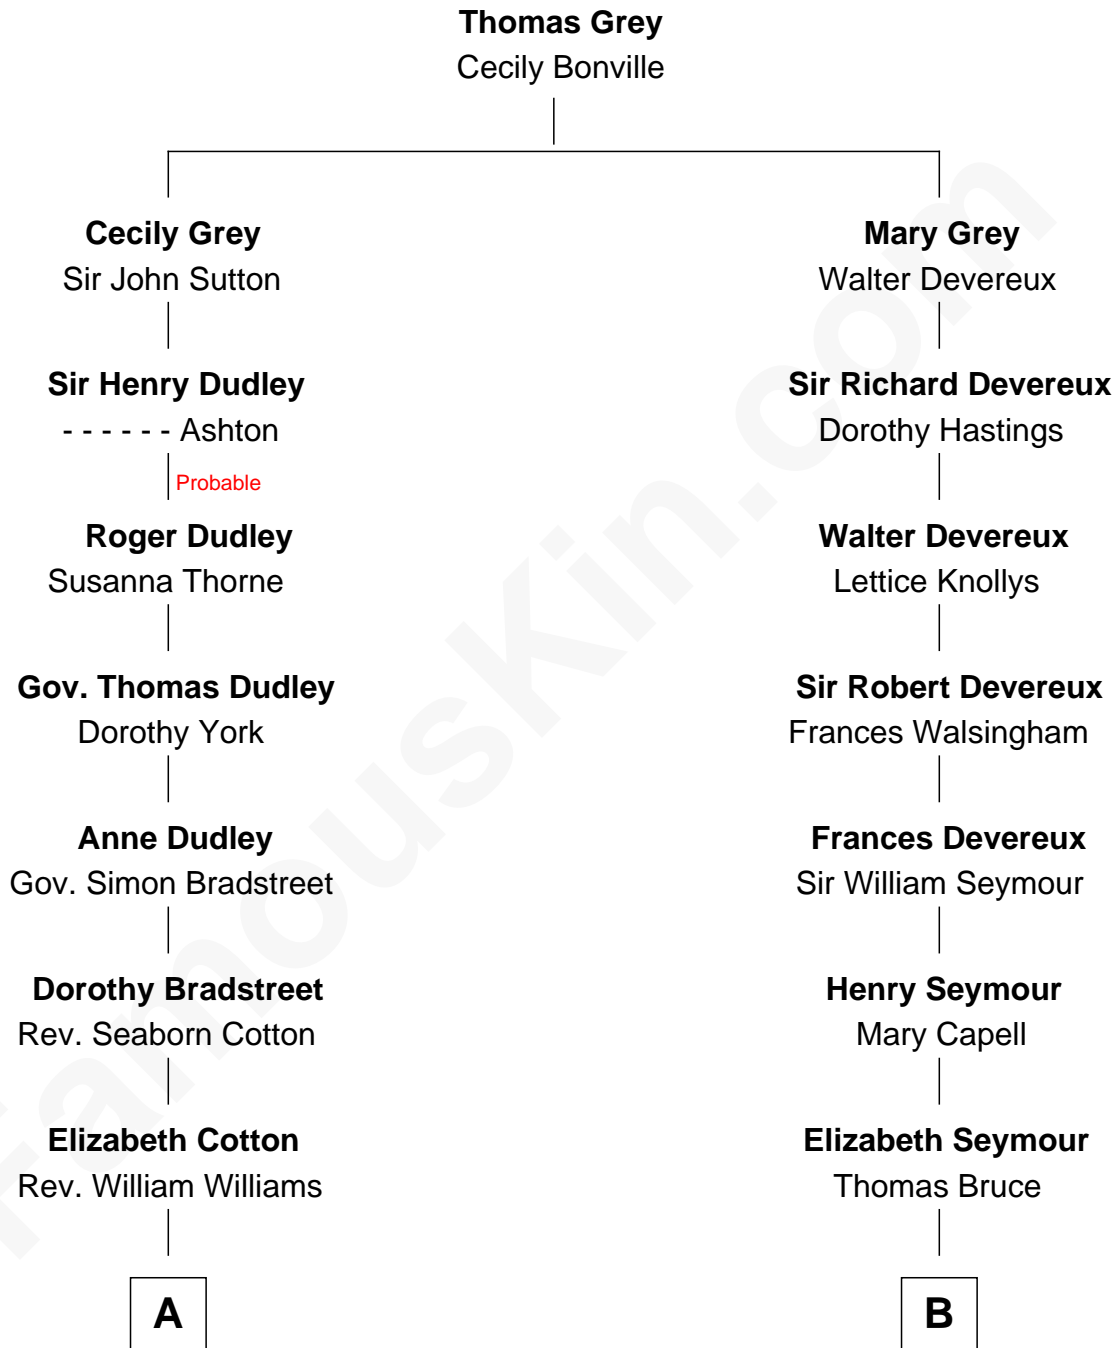 Thomas Grey
Cecily Bonville
Cecily Grey
Sir John Sutton
Mary Grey
Walter Devereux
Sir Henry Dudley
- - - - - - Ashton
Probable
Sir Richard Devereux
Dorothy Hastings
Roger Dudley
Susanna Thorne
Walter Devereux
Lettice Knollys
Gov. Thomas Dudley
Dorothy York
Sir Robert Devereux
Frances Walsingham
Anne Dudley
Gov. Simon Bradstreet
Frances Devereux
Sir William Seymour
Dorothy Bradstreet
Rev. Seaborn Cotton
Henry Seymour
Mary Capell
Elizabeth Cotton
Rev. William Williams
Elizabeth Seymour
Thomas Bruce
A
B
FamousKin.com